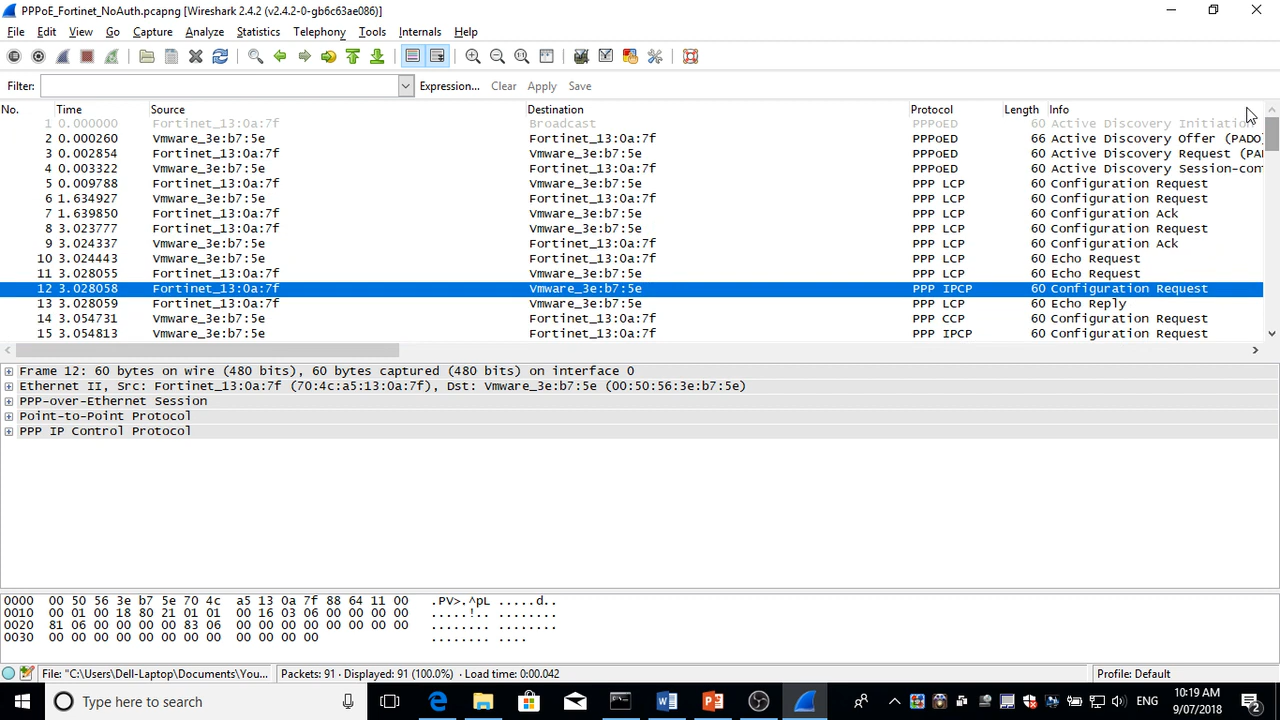 PPPoE_Fortinet_NoAuth.pcapng [Wireshark 2.4.2 (v2.4.2-0-gb6c63ae086)]
File Edit View Go Capture Analyze Statistics Telephony Tools Internals Help
Filter: Expression... Clear Apply Save
No. Time Source Destination Protocol Length Info
1 0.000000 Fortinet_13:0a:7f Broadcast PPPoED 60 Active Discovery Initiation
2 0.000260 Vmware_3e:b7:5e Fortinet_13:0a:7f PPPoED 66 Active Discovery Offer (PADO
3 0.002854 Fortinet_13:0a:7f Vmware_3e:b7:5e PPPoED 60 Active Discovery Request (PA
4 0.003322 Vmware_3e:b7:5e Fortinet_13:0a:7f PPPoED 60 Active Discovery Session-con
5 0.009788 Fortinet_13:0a:7f Vmware_3e:b7:5e PPP LCP 60 Configuration Request
6 1.634927 Vmware_3e:b7:5e Fortinet_13:0a:7f PPP LCP 60 Configuration Request
7 1.639850 Fortinet_13:0a:7f Vmware_3e:b7:5e PPP LCP 60 Configuration Ack
8 3.023777 Fortinet_13:0a:7f Vmware_3e:b7:5e PPP LCP 60 Configuration Request
9 3.024337 Vmware_3e:b7:5e Fortinet_13:0a:7f PPP LCP 60 Configuration Ack
10 3.024443 Vmware_3e:b7:5e Fortinet_13:0a:7f PPP LCP 60 Echo Request
11 3.028055 Fortinet_13:0a:7f Vmware_3e:b7:5e PPP LCP 60 Echo Request
12 3.028058 Fortinet_13:0a:7f Vmware_3e:b7:5e PPP IPCP 60 Configuration Request
13 3.028059 Fortinet_13:0a:7f Vmware_3e:b7:5e PPP LCP 60 Echo Reply
14 3.054731 Vmware_3e:b7:5e Fortinet_13:0a:7f PPP CCP 60 Configuration Request
15 3.054813 Vmware_3e:b7:5e Fortinet_13:0a:7f PPP IPCP 60 Configuration Request
Frame 12: 60 bytes on wire (480 bits), 60 bytes captured (480 bits) on interface 0
Ethernet II, Src: Fortinet_13:0a:7f (70:4c:a5:13:0a:7f), Dst: Vmware_3e:b7:5e (00:50:56:3e:b7:5e)
PPP-over-Ethernet Session
Point-to-Point Protocol
PPP IP Control Protocol
0000 00 50 56 3e b7 5e 70 4c a5 13 0a 7f 88 64 11 00 .PV>.^pL .....d..
0010 00 01 00 18 80 21 01 01 00 16 03 06 00 00 00 00 .....!.. ........
0020 81 06 00 00 00 00 83 06 00 00 00 00 00 00 00 00 ........ ........
0030 00 00 00 00 00 00 00 00 00 00 00 00 ........ ....
File: "C:\Users\Dell-Laptop\Documents\You... Packets: 91 · Displayed: 91 (100.0%) · Load time: 0:00.042 Profile: Default
Type here to search ENG 10:19 AM
9/07/2018 2